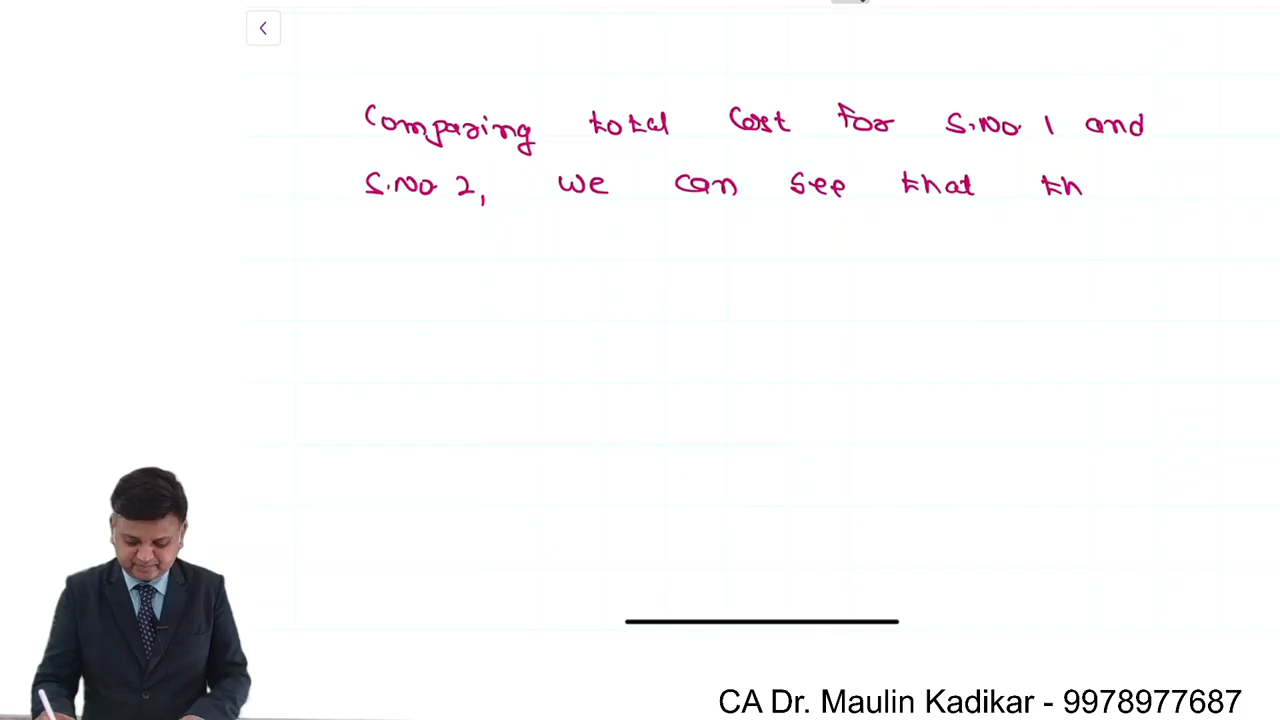 Comparing total cost for S.No. 1 and
S.No 2, we can see that th
CA Dr. Maulin Kadikar - 9978977687